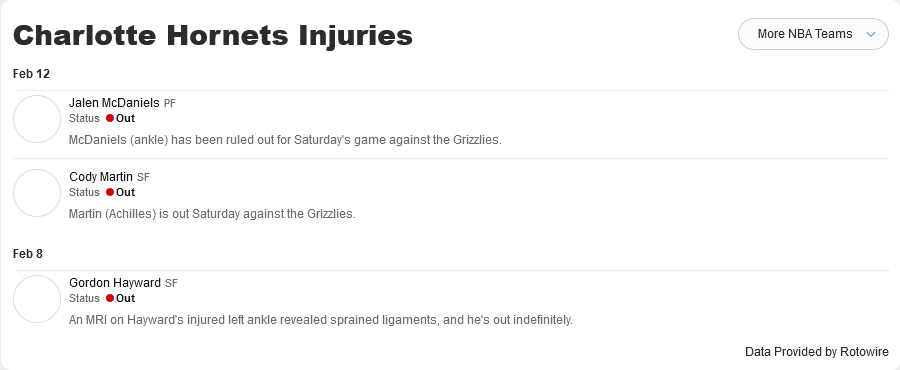 Charlotte Hornets Injuries
More NBA Teams
Feb 12
Jalen McDaniels PF
Status Out
McDaniels (ankle) has been ruled out for Saturday's game against the Grizzlies.
Cody Martin SF
Status Out
Martin (Achilles) is out Saturday against the Grizzlies.
Feb 8
Gordon Hayward SF
Status Out
An MRI on Hayward's injured left ankle revealed sprained ligaments, and he's out indefinitely.
Data Provided by Rotowire